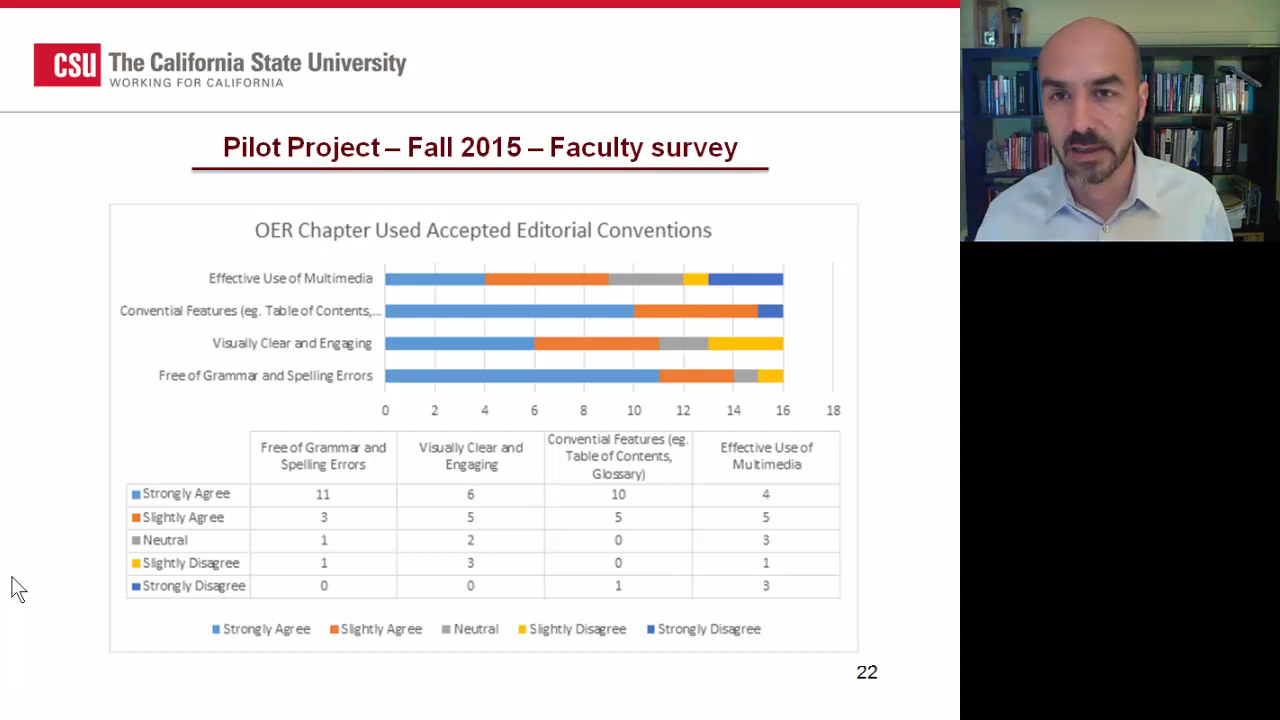 CSU The California State University
WORKING FOR CALIFORNIA
Pilot Project – Fall 2015 – Faculty survey
OER Chapter Used Accepted Editorial Conventions
Effective Use of Multimedia
Convential Features (eg. Table of Contents,...
Visually Clear and Engaging
Free of Grammar and Spelling Errors
0 2 4 6 8 10 12 14 16 18
Free of Grammar and Spelling Errors Visually Clear and Engaging Convential Features (eg. Table of Contents, Glossary) Effective Use of Multimedia
Strongly Agree 11 6 10 4
Slightly Agree 3 5 5 5
Neutral 1 2 0 3
Slightly Disagree 1 3 0 1
Strongly Disagree 0 0 1 3
Strongly Agree Slightly Agree Neutral Slightly Disagree Strongly Disagree
22